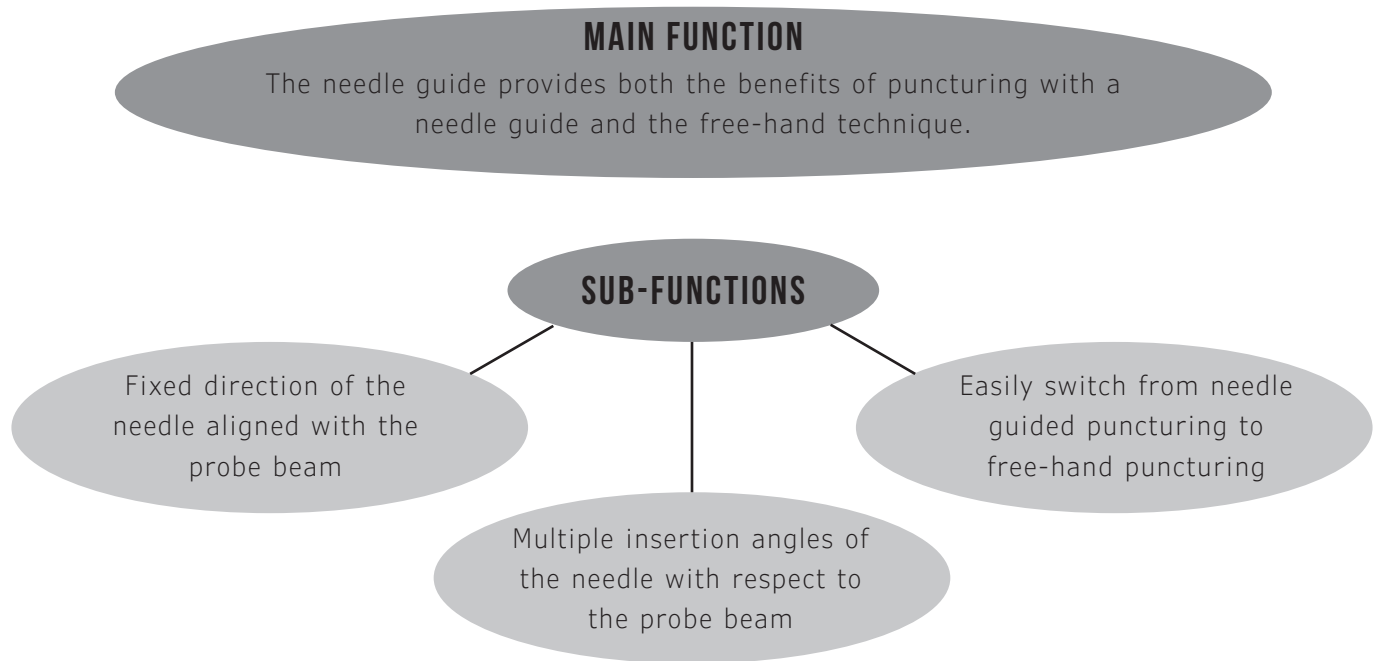 MAIN FUNCTION
The needle guide provides both the benefits of puncturing with a
needle guide and the free-hand technique.
SUB-FUNCTIONS
Fixed direction of the
needle aligned with the
probe beam
Easily switch from needle
guided puncturing to
free-hand puncturing
Multiple insertion angles of
the needle with respect to
the probe beam